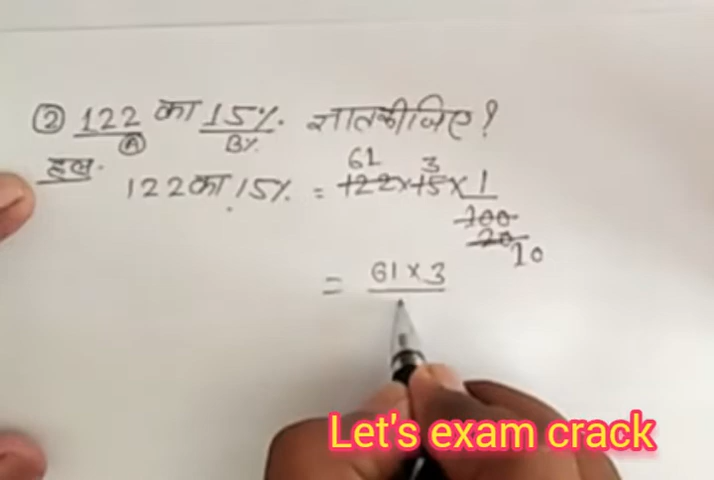 ② 122 का 15%. ज्ञात कीजिए?
Ⓐ B%.
हल.
61 3
122 का 15%. = 122 × 15 × 1
100
20
10
= 61 × 3
Let's exam crack